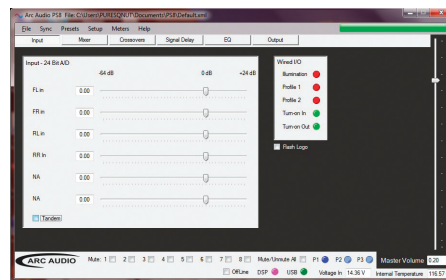 Arc Audio PS8 File: C:\Users\PURESQNUT\Documents\PS8\Default.xml
File Sync Presets Setup Meters Help
Input Mixer Crossovers Signal Delay EQ Output
Input - 24 Bit A/D
-64 dB 0 dB +24 dB
FL in 0.00
FR in 0.00
RL in 0.00
RR In 0.00
NA 0.00
NA 0.00
Tandem
Wired I/O
Illumination
Profile 1
Profile 2
Turn-on In
Turn-on Out
Flash Logo
ARC AUDIO
Mute: 1 2 3 4 5 6 7 8 Mute/Unmute All P1 P2 P3 Master Volume 0.20
OffLine DSP USB Voltage In 14.36 V Internal Temperature 116.51